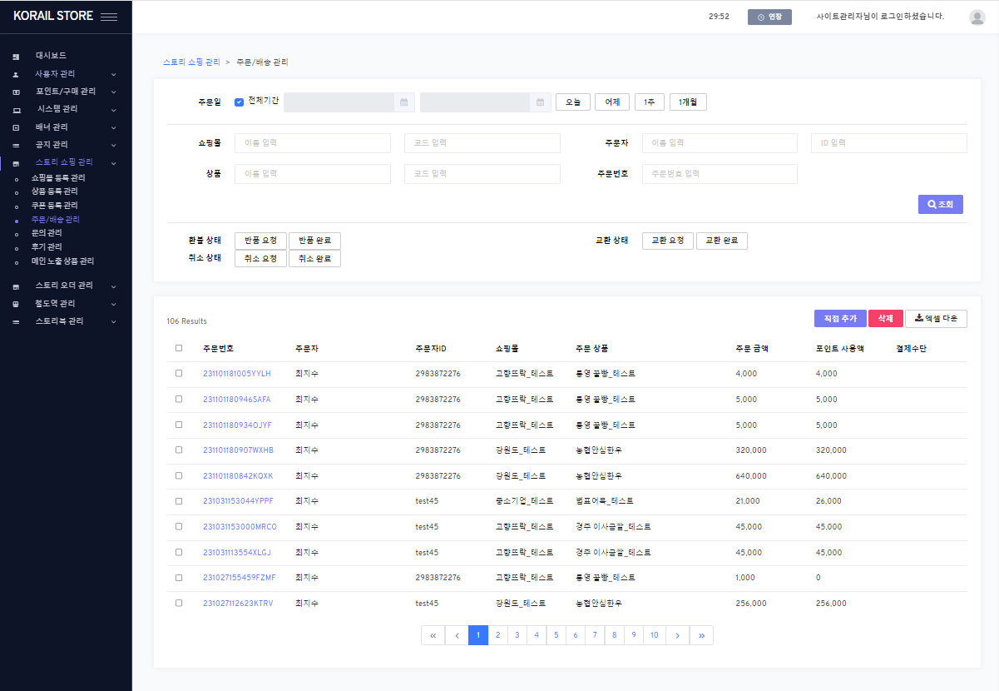 KORAIL STORE
29:52 연장 사이트관리자님이 로그인하셨습니다.
대시보드
사용자 관리
포인트/구매 관리
시스템 관리
배너 관리
공지 관리
스토리 쇼핑 관리
쇼핑몰 등록 관리
상품 등록 관리
쿠폰 등록 관리
주문/배송 관리
문의 관리
후기 관리
메인 노출 상품 관리
스토리 오더 관리
철도역 관리
스토리북 관리
스토리 쇼핑 관리 > 주문/배송 관리
주문일 전체기간 오늘 어제 1주 1개월
쇼핑몰 이름 입력 코드 입력 주문자 이름 입력 ID 입력
상품 이름 입력 코드 입력 주문번호 주문번호 입력
조회
환불 상태 반품 요청 반품 완료 교환 상태 교환 요청 교환 완료
취소 상태 취소 요청 취소 완료
106 Results 직접 추가 삭제 엑셀 다운
주문번호 주문자 주문자ID 쇼핑몰 주문 상품 주문 금액 포인트 사용액 결제수단
231101181005YYLH 최지수 2983872276 고향뜨락_테스트 통영 꿀빵_테스트 4,000 4,000
231101180946SAFA 최지수 2983872276 고향뜨락_테스트 통영 꿀빵_테스트 5,000 5,000
231101180934OJYF 최지수 2983872276 고향뜨락_테스트 통영 꿀빵_테스트 5,000 5,000
231101180907WXHB 최지수 2983872276 강원도_테스트 농협안심한우 320,000 320,000
231101180842KQXK 최지수 2983872276 강원도_테스트 농협안심한우 640,000 640,000
231031153044YPPF 최지수 test45 중소기업_테스트 범표어묵_테스트 21,000 26,000
231031153000MRCO 최지수 test45 고향뜨락_테스트 경주 이사금쌀_테스트 45,000 45,000
231031113554XLGJ 최지수 test45 고향뜨락_테스트 경주 이사금쌀_테스트 45,000 45,000
231027155459FZMF 최지수 2983872276 고향뜨락_테스트 통영 꿀빵_테스트 1,000 0
231027112623KTRV 최지수 test45 강원도_테스트 농협안심한우 256,000 256,000
« ‹ 1 2 3 4 5 6 7 8 9 10 › »